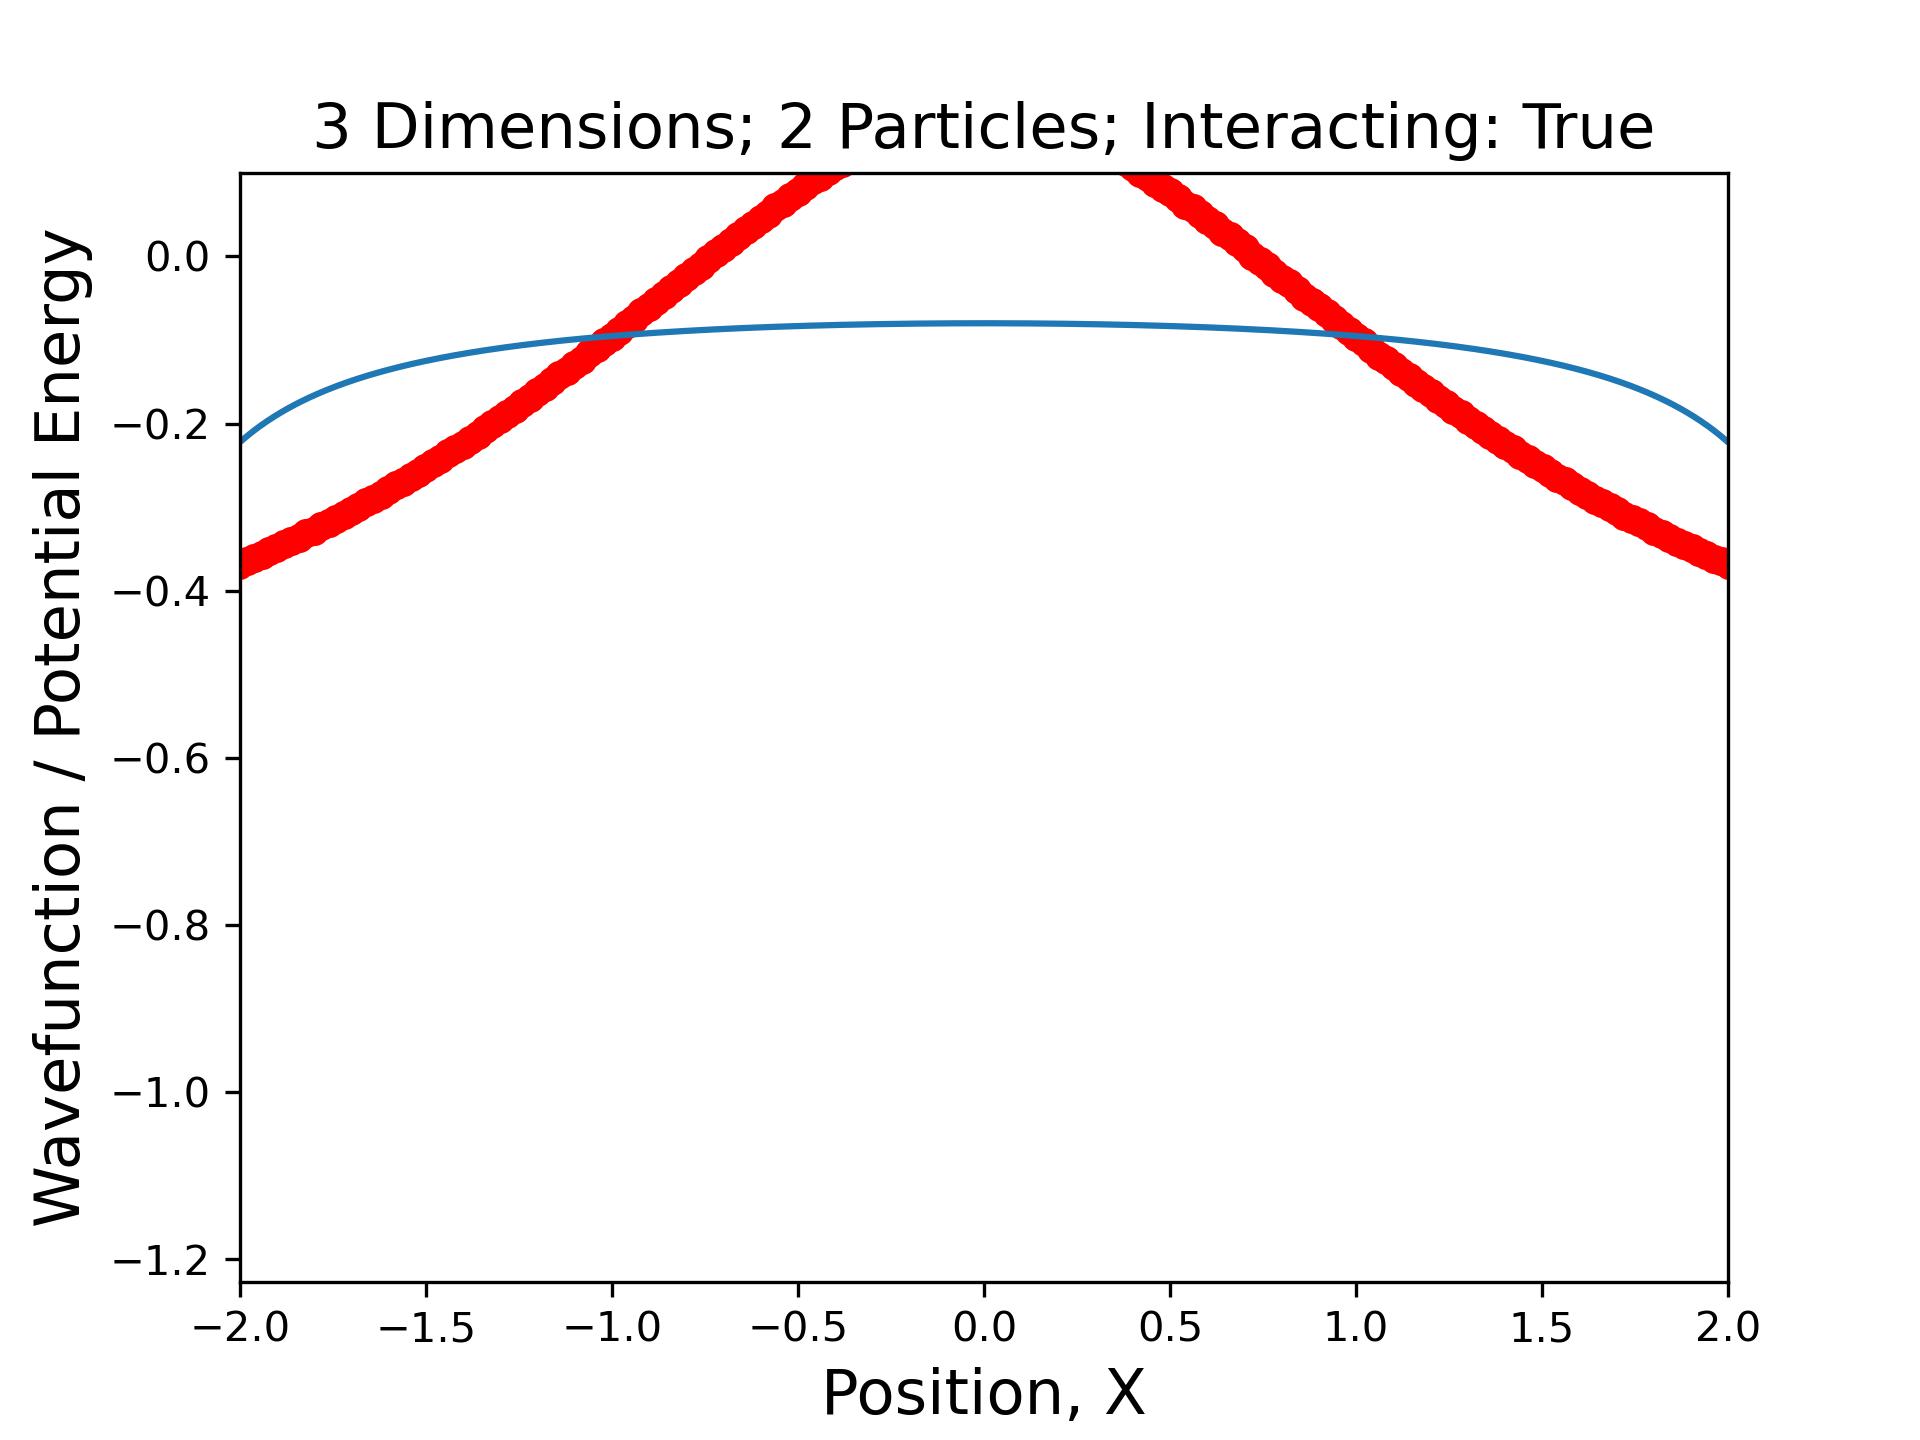 3 Dimensions; 2 Particles; Interacting: True
Wavefunction / Potential Energy
0.0
−0.2
−0.4
−0.6
−0.8
−1.0
−1.2
−2.0 −1.5 −1.0 −0.5 0.0 0.5 1.0 1.5 2.0
Position, X